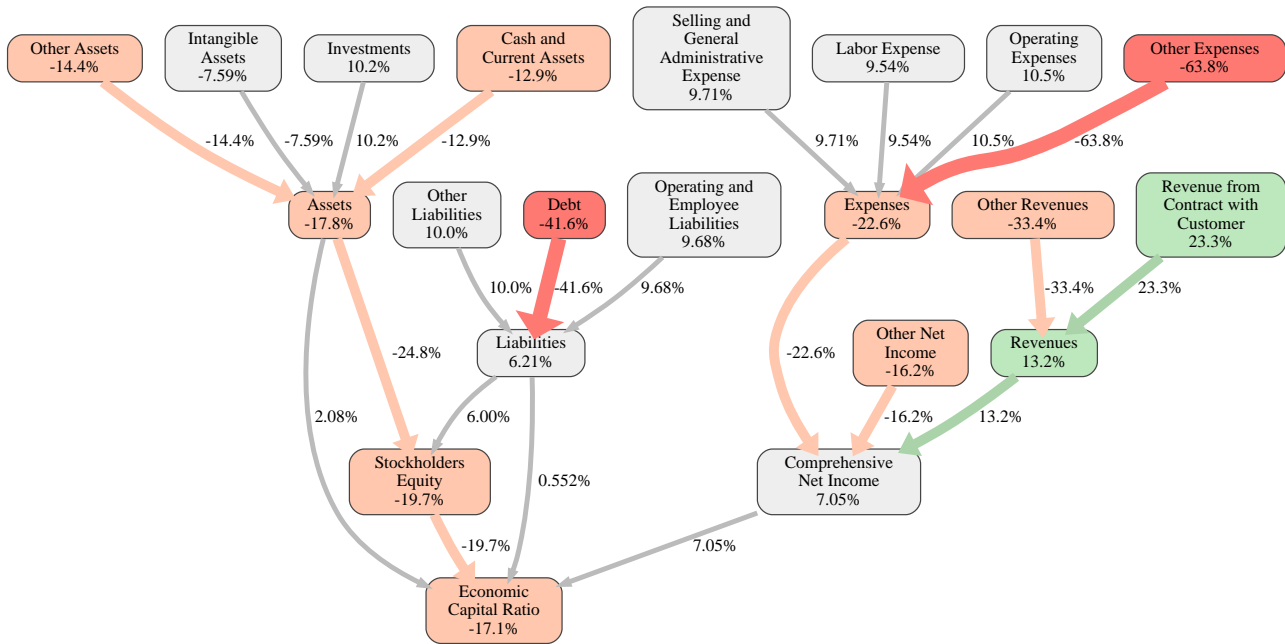 Other Assets
-14.4%
Intangible
Assets
-7.59%
Investments
10.2%
Cash and
Current Assets
-12.9%
Selling and
General
Administrative
Expense
9.71%
Labor Expense
9.54%
Operating
Expenses
10.5%
Other Expenses
-63.8%
-14.4%
-7.59%
10.2%
-12.9%
9.71%
9.54%
10.5%
-63.8%
Assets
-17.8%
Other
Liabilities
10.0%
Debt
-41.6%
Operating and
Employee
Liabilities
9.68%
Expenses
-22.6%
Other Revenues
-33.4%
Revenue from
Contract with
Customer
23.3%
10.0%
-41.6%
9.68%
-33.4%
23.3%
-24.8%
Liabilities
6.21%
-22.6%
Other Net
Income
-16.2%
Revenues
13.2%
2.08%
6.00%
-16.2%
13.2%
Stockholders
Equity
-19.7%
0.552%
Comprehensive
Net Income
7.05%
-19.7%
7.05%
Economic
Capital Ratio
-17.1%